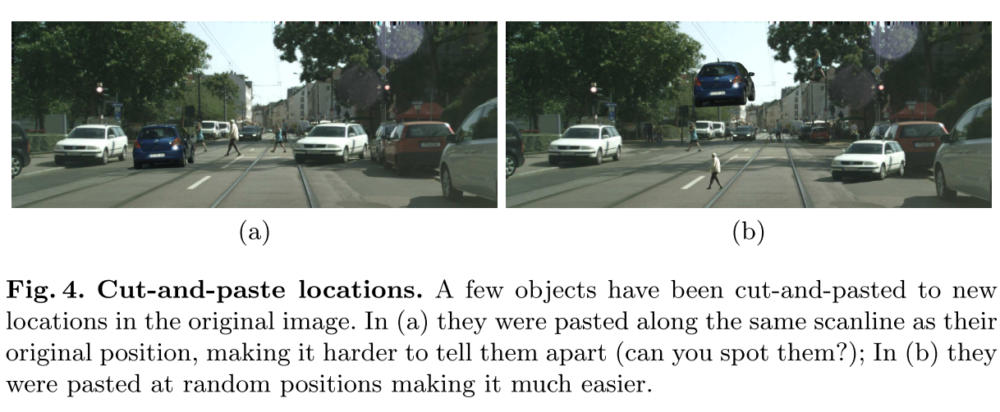 (a)
(b)
Fig. 4. Cut-and-paste locations. A few objects have been cut-and-pasted to new
locations in the original image. In (a) they were pasted along the same scanline as their
original position, making it harder to tell them apart (can you spot them?); In (b) they
were pasted at random positions making it much easier.